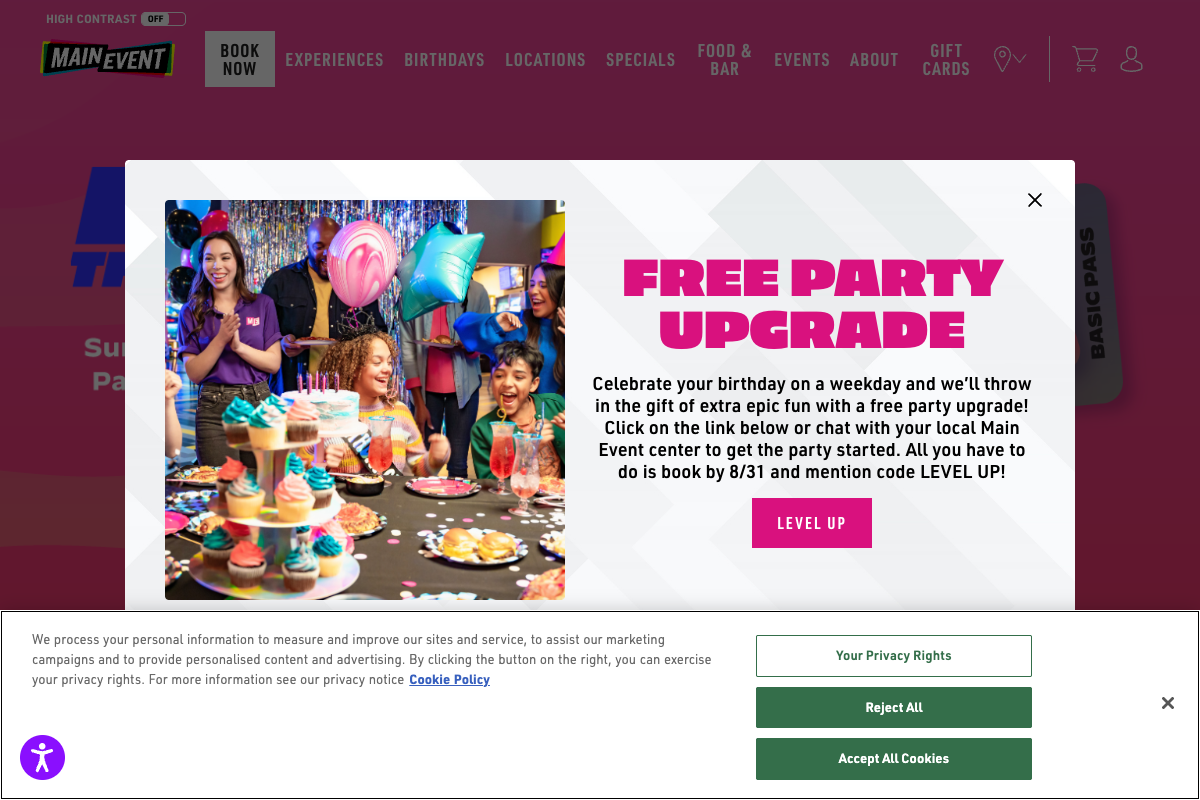 HIGH CONTRAST OFF
MAIN EVENT
BOOK NOW
EXPERIENCES
BIRTHDAYS
LOCATIONS
SPECIALS
FOOD & BAR
EVENTS
ABOUT
GIFT CARDS
BASIC PASS
FREE PARTY
UPGRADE
Celebrate your birthday on a weekday and we'll throw
in the gift of extra epic fun with a free party upgrade!
Click on the link below or chat with your local Main
Event center to get the party started. All you have to
do is book by 8/31 and mention code LEVEL UP!
LEVEL UP
We process your personal information to measure and improve our sites and service, to assist our marketing
campaigns and to provide personalised content and advertising. By clicking the button on the right, you can exercise
your privacy rights. For more information see our privacy notice Cookie Policy
Your Privacy Rights
Reject All
Accept All Cookies